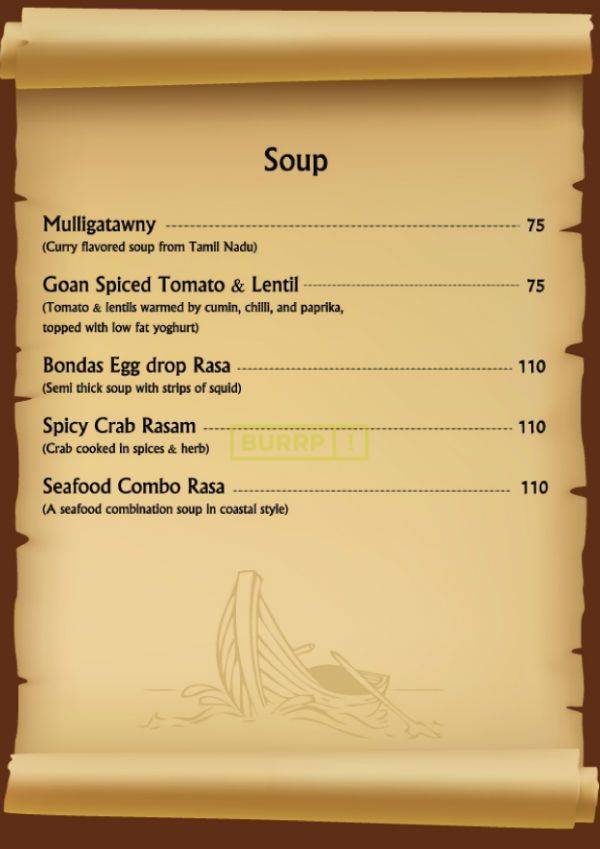 Soup
Mulligatawny 75
(Curry flavored soup from Tamil Nadu)
Goan Spiced Tomato & Lentil 75
(Tomato & lentils warmed by cumin, chilli, and paprika,
topped with low fat yoghurt)
Bondas Egg drop Rasa 110
(Semi thick soup with strips of squid)
Spicy Crab Rasam 110
BURRP!
(Crab cooked in spices & herb)
Seafood Combo Rasa 110
(A seafood combination soup in coastal style)